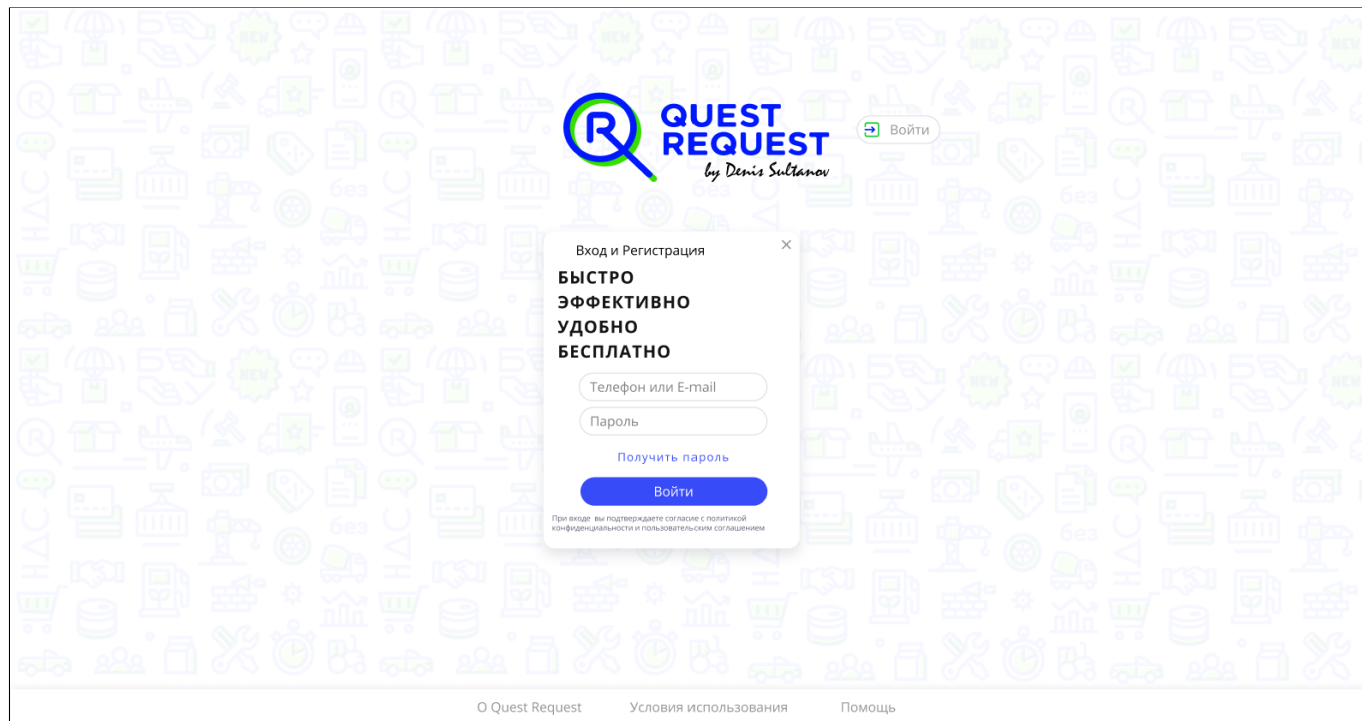 QUEST
REQUEST
by Denis Sultanov
Войти
Вход и Регистрация
БЫСТРО
ЭФФЕКТИВНО
УДОБНО
БЕСПЛАТНО
Телефон или E-mail
Пароль
Получить пароль
Войти
При входе вы подтверждаете согласие с политикой
конфиденциальности и пользовательским соглашением
О Quest Request
Условия использования
Помощь